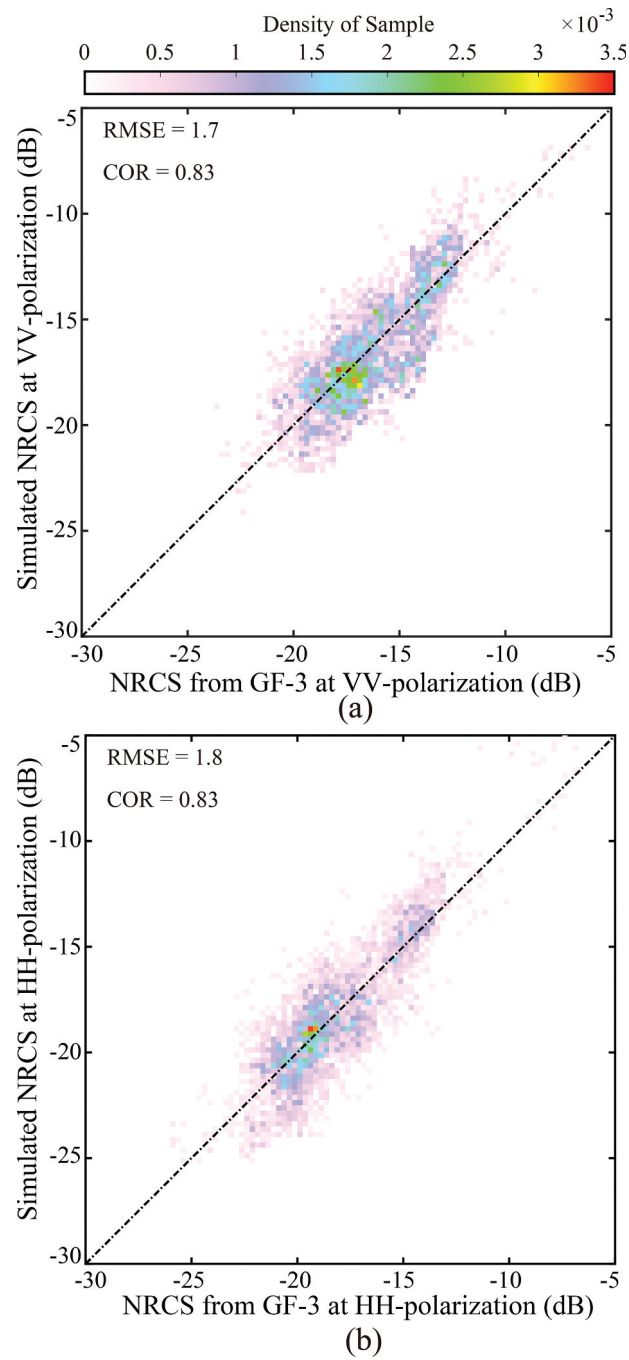 Density of Sample ×10⁻³
0 0.5 1 1.5 2 2.5 3 3.5
-5
RMSE = 1.7
COR = 0.83
-10
-15
-20
-25
-30
Simulated NRCS at VV-polarization (dB)
-30 -25 -20 -15 -10 -5
NRCS from GF-3 at VV-polarization (dB)
(a)
-5
RMSE = 1.8
COR = 0.83
-10
-15
-20
-25
-30
Simulated NRCS at HH-polarization (dB)
-30 -25 -20 -15 -10 -5
NRCS from GF-3 at HH-polarization (dB)
(b)